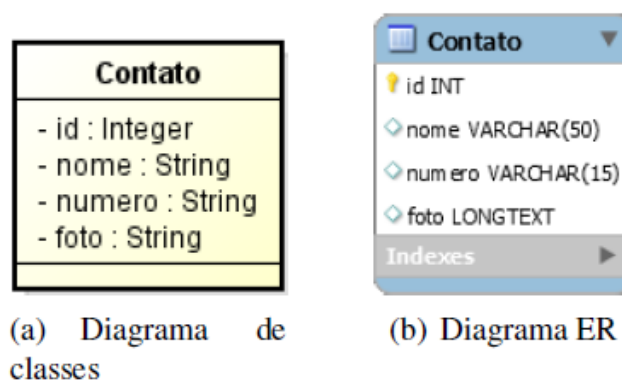 Contato
- id : Integer
- nome : String
- numero : String
- foto : String
(a) Diagrama de
classes
Contato
id INT
nome VARCHAR(50)
numero VARCHAR(15)
foto LONGTEXT
Indexes
(b) Diagrama ER